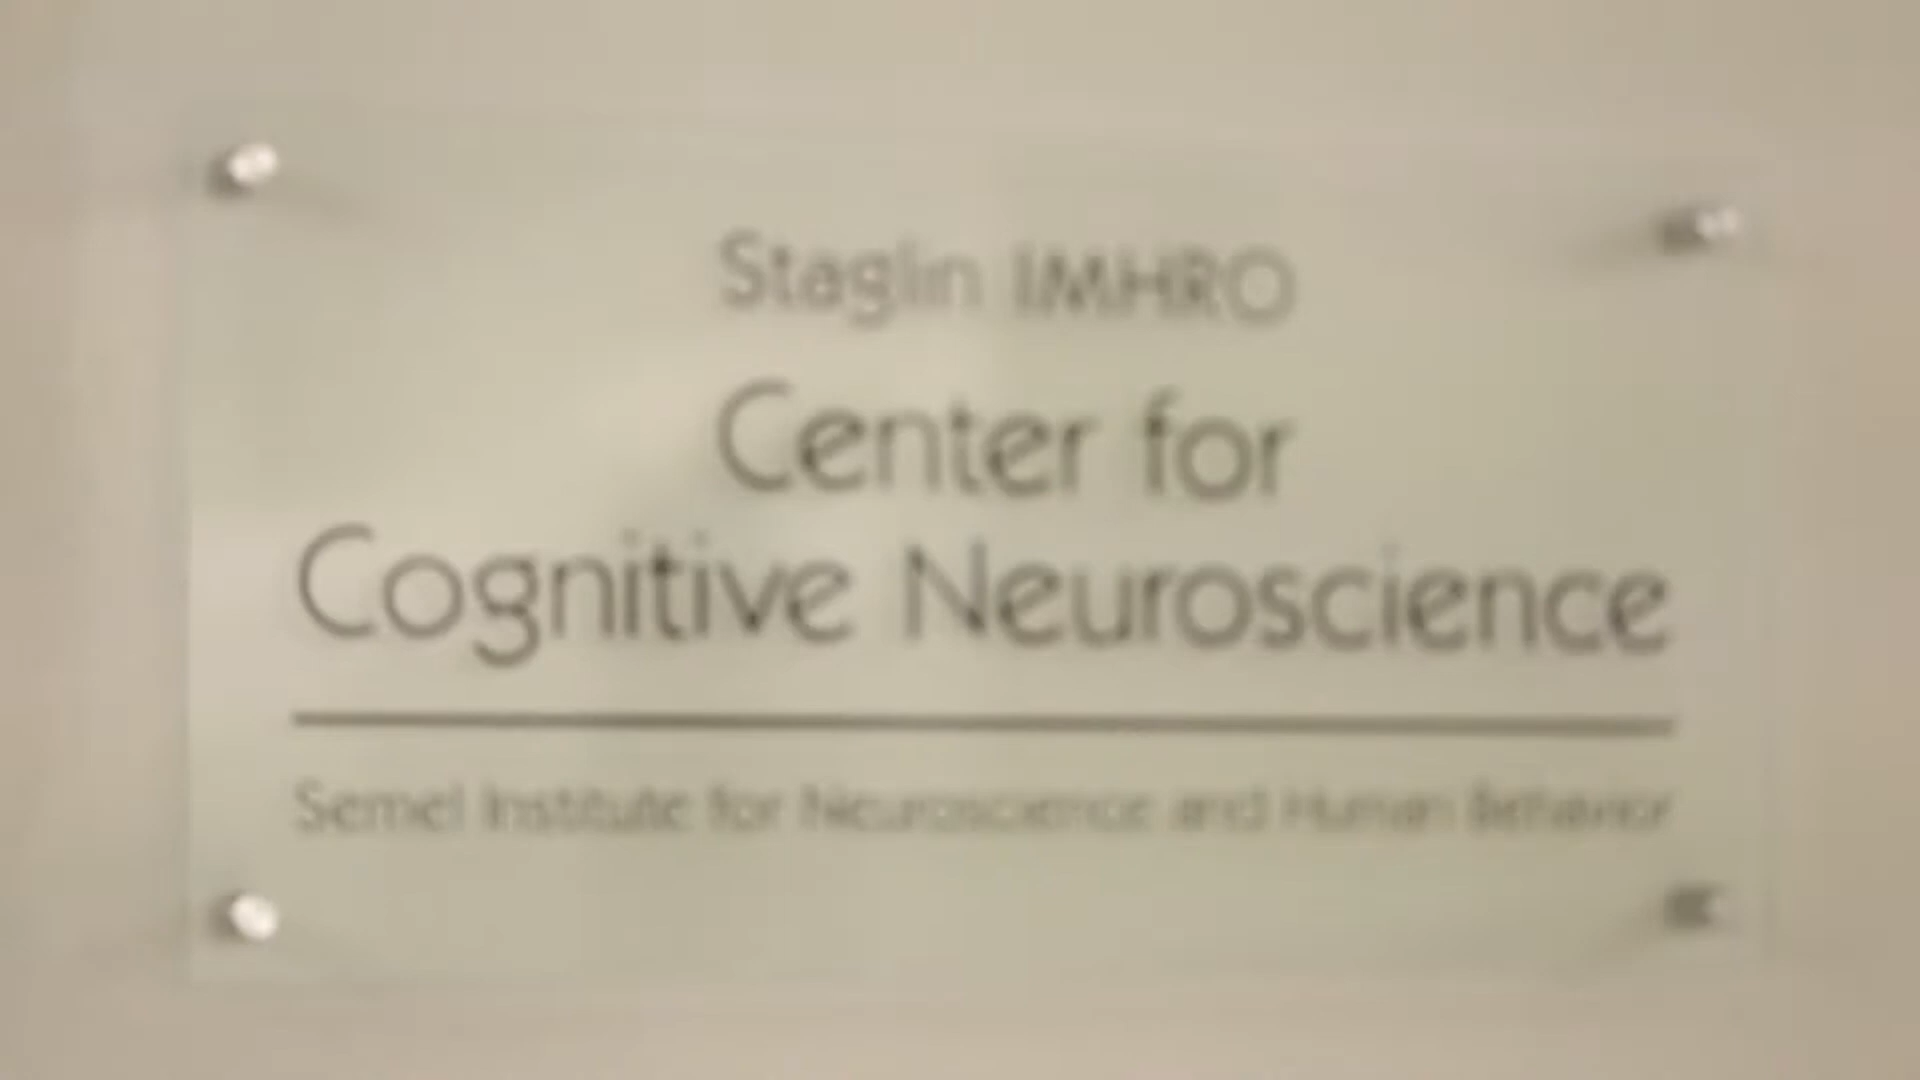 Staglin IMHRO
Center for
Cognitive Neuroscience
Semel Institute for Neuroscience and Human Behavior